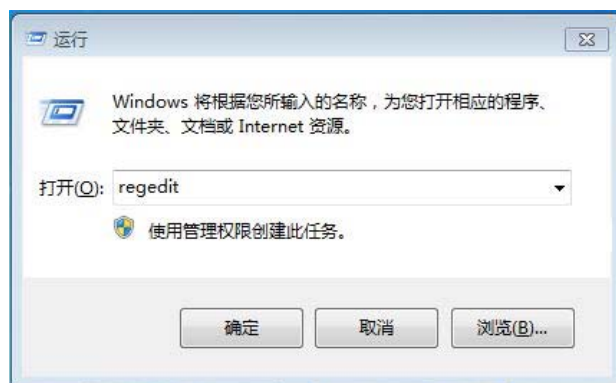 运行
Windows 将根据您所输入的名称，为您打开相应的程序、
文件夹、文档或 Internet 资源。
打开(O): regedit
使用管理权限创建此任务。
确定 取消 浏览(B)...